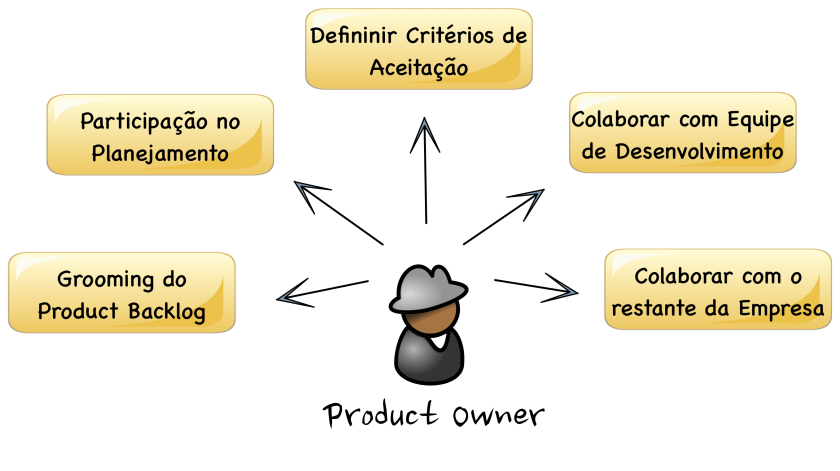 Defininir Critérios de
Aceitação
Participação no
Planejamento
Colaborar com Equipe
de Desenvolvimento
Grooming do
Product Backlog
Colaborar com o
restante da Empresa
Product Owner